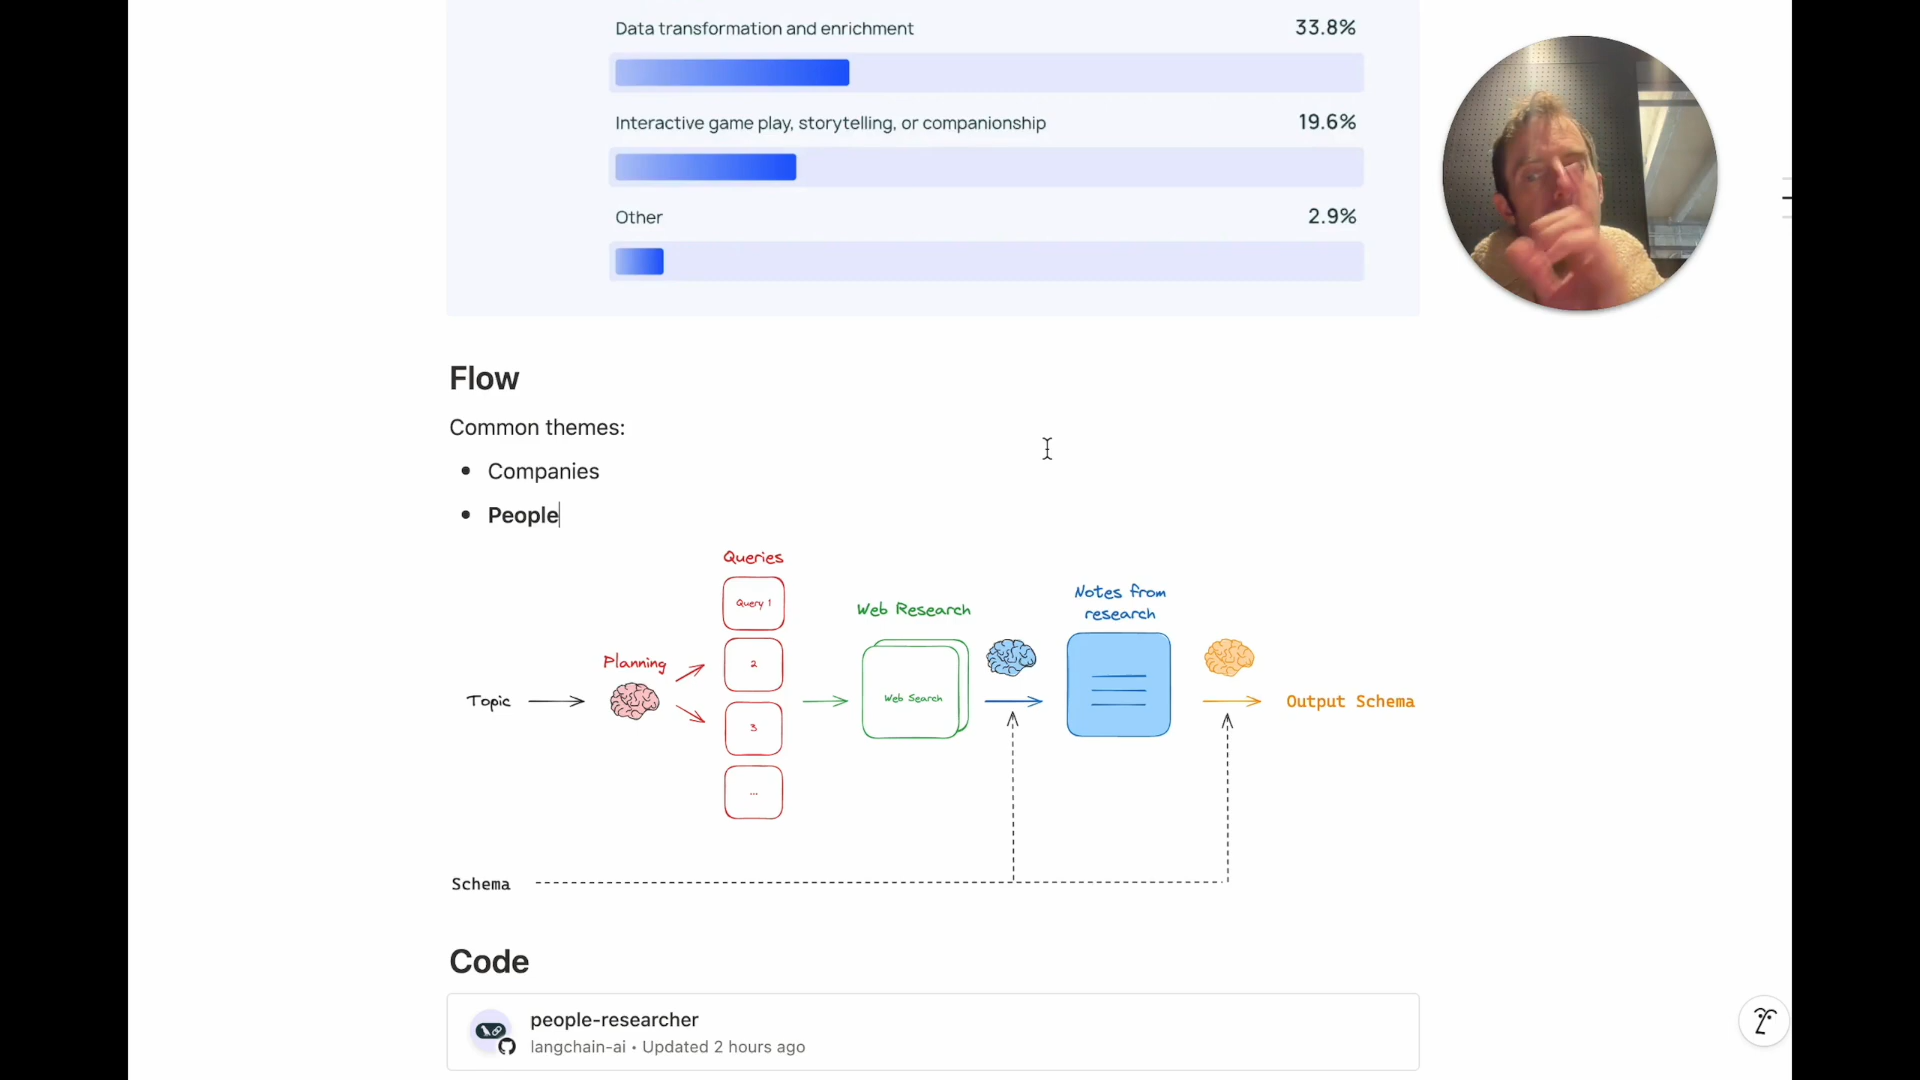 Data transformation and enrichment 33.8%
Interactive game play, storytelling, or companionship 19.6%
Other 2.9%
Flow
Common themes:
• Companies
• People
Queries
Query 1
2
3
...
Planning
Topic
Web Research
Web Search
Notes from
research
Output Schema
Schema
Code
people-researcher
langchain-ai • Updated 2 hours ago